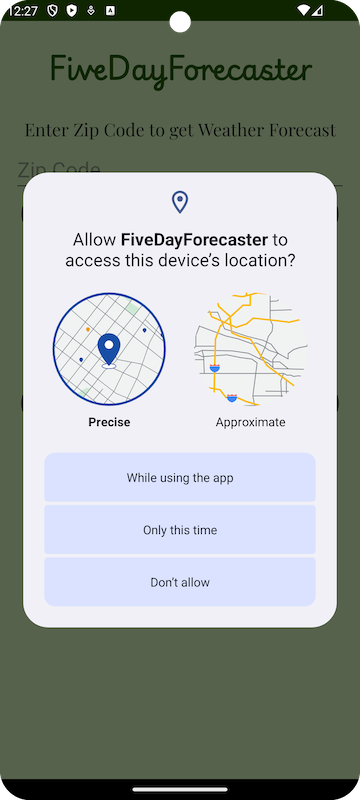 12:27
FiveDayForecaster
Enter Zip Code to get Weather Forecast
Zip Code
Allow FiveDayForecaster to
access this device’s location?
Precise
Approximate
While using the app
Only this time
Don’t allow